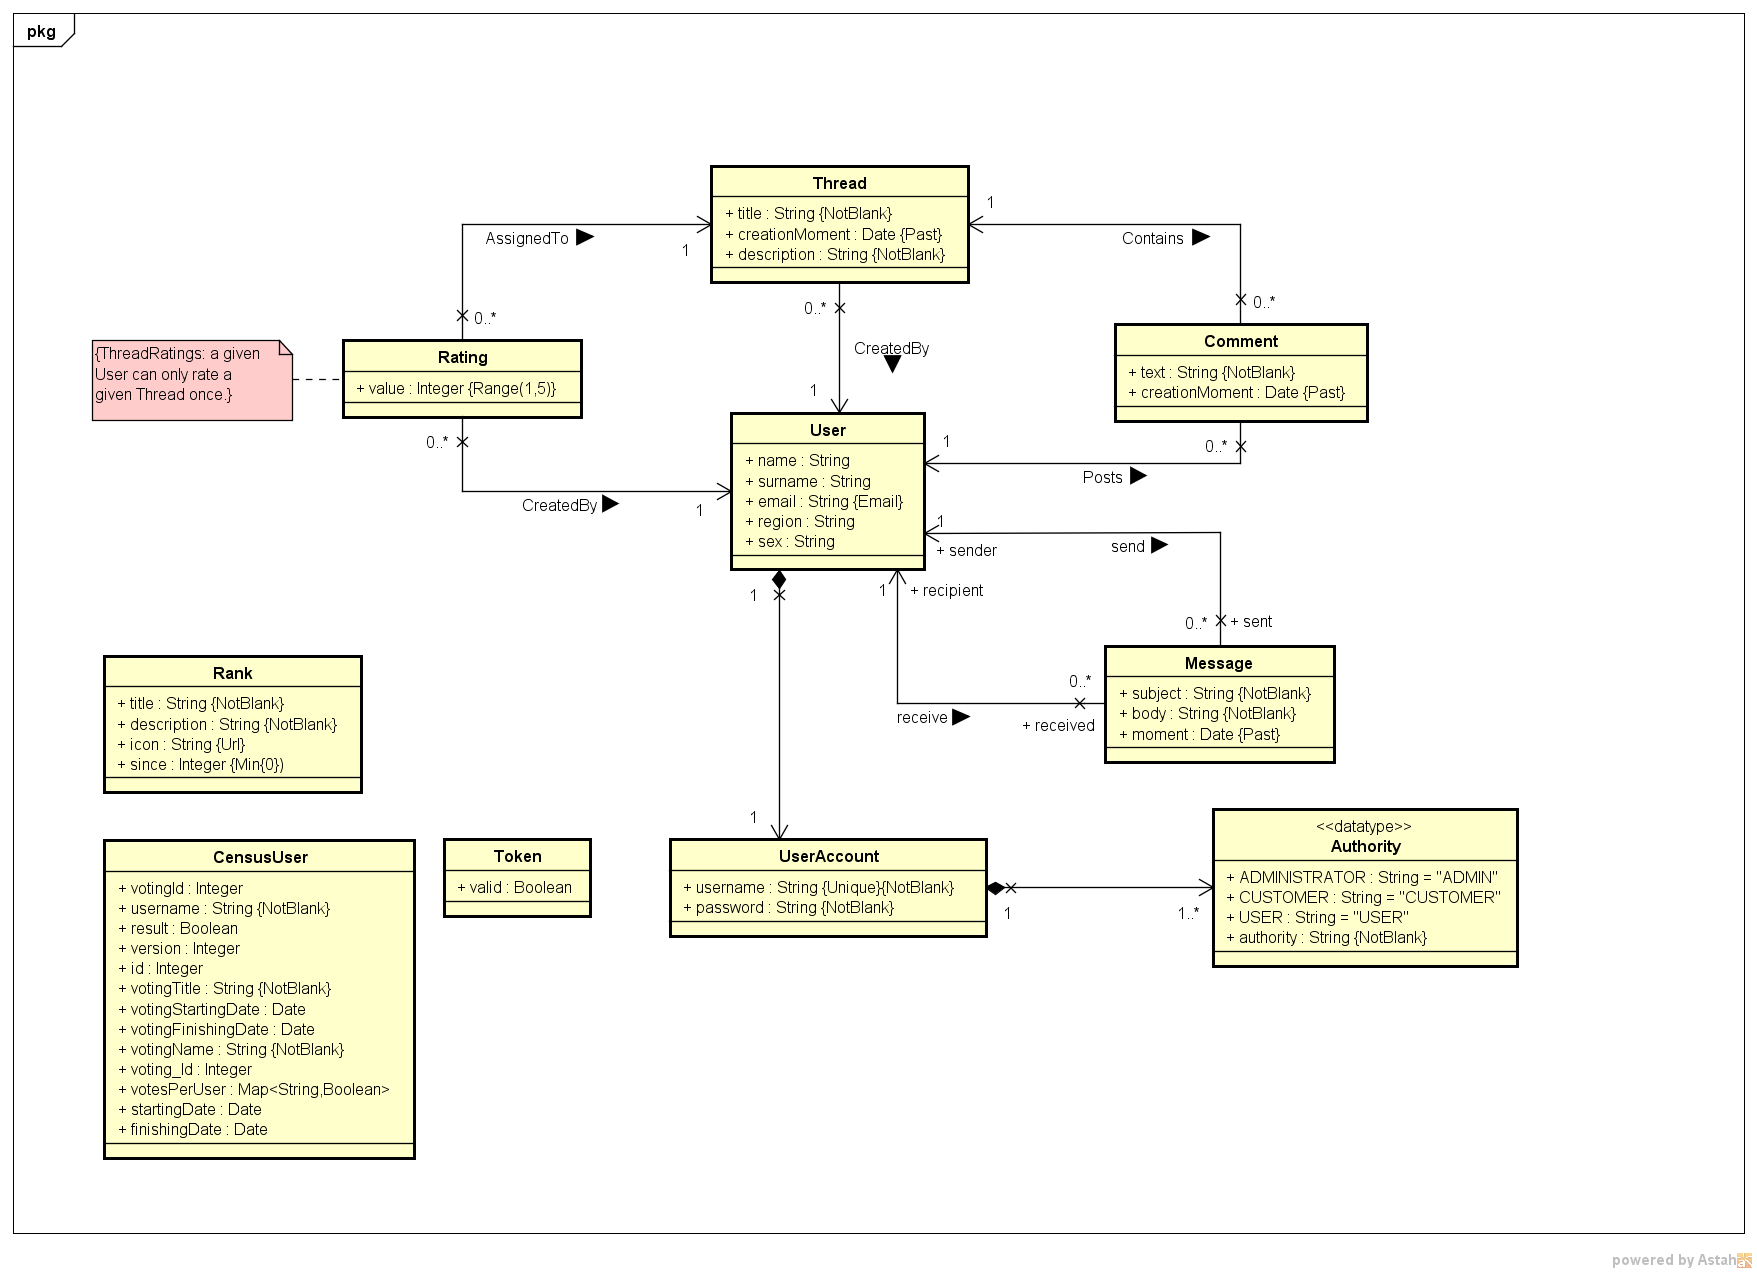 pkg
Thread
+ title : String {NotBlank}
+ creationMoment : Date {Past}
+ description : String {NotBlank}
1
AssignedTo
1
Contains
0..*
0..*
0..*
CreatedBy
1
{ThreadRatings: a given
User can only rate a
given Thread once.}
Rating
+ value : Integer {Range(1,5)}
Comment
+ text : String {NotBlank}
+ creationMoment : Date {Past}
0..*
CreatedBy
1
User
+ name : String
+ surname : String
+ email : String {Email}
+ region : String
+ sex : String
1
0..*
Posts
1
+ sender
send
1
1
+ recipient
0..*
+ sent
Message
+ subject : String {NotBlank}
+ body : String {NotBlank}
+ moment : Date {Past}
0..*
receive
+ received
Rank
+ title : String {NotBlank}
+ description : String {NotBlank}
+ icon : String {Url}
+ since : Integer {Min{0})
1
CensusUser
+ votingId : Integer
+ username : String {NotBlank}
+ result : Boolean
+ version : Integer
+ id : Integer
+ votingTitle : String {NotBlank}
+ votingStartingDate : Date
+ votingFinishingDate : Date
+ votingName : String {NotBlank}
+ voting_Id : Integer
+ votesPerUser : Map<String,Boolean>
+ startingDate : Date
+ finishingDate : Date
Token
+ valid : Boolean
UserAccount
+ username : String {Unique}{NotBlank}
+ password : String {NotBlank}
1
1..*
<<datatype>>
Authority
+ ADMINISTRATOR : String = "ADMIN"
+ CUSTOMER : String = "CUSTOMER"
+ USER : String = "USER"
+ authority : String {NotBlank}
powered by Astah